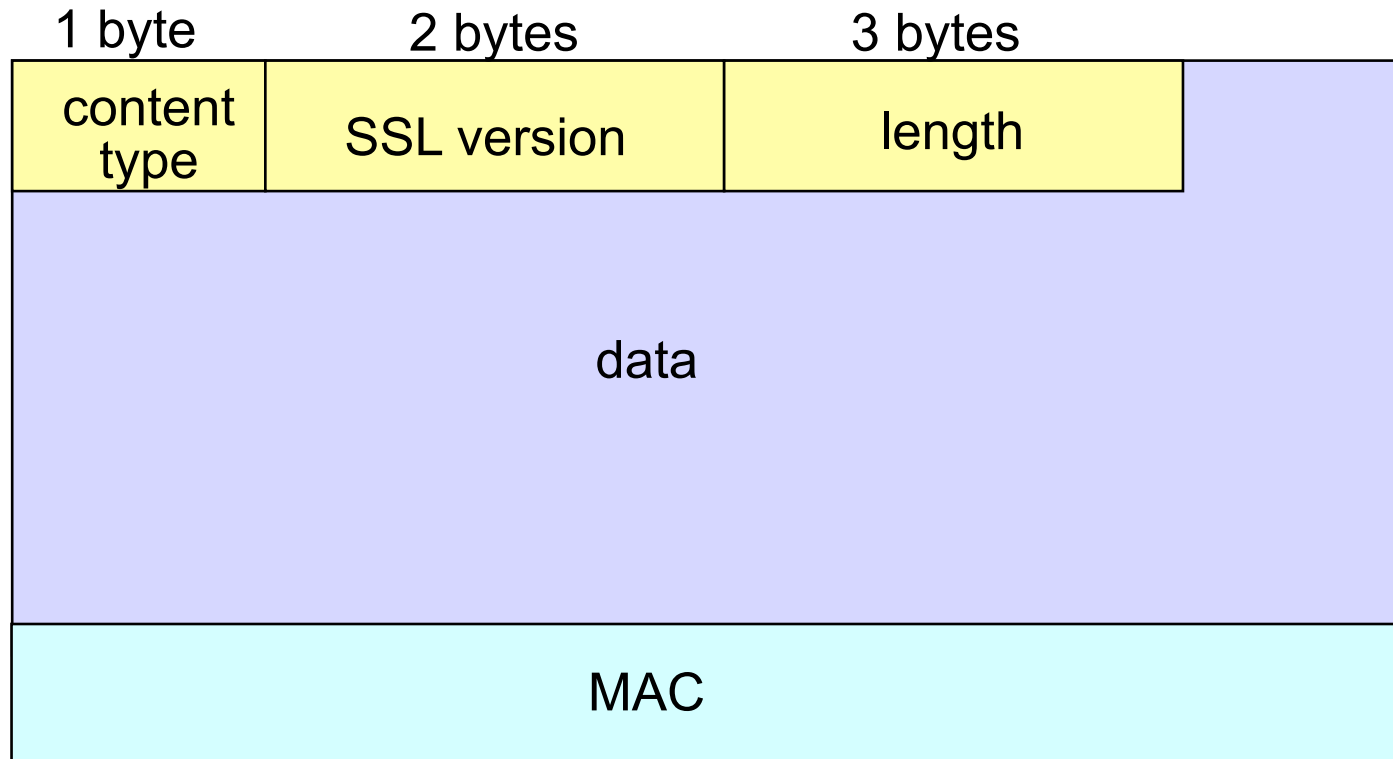 1 byte 2 bytes 3 bytes
content
type
SSL version
length
data
MAC